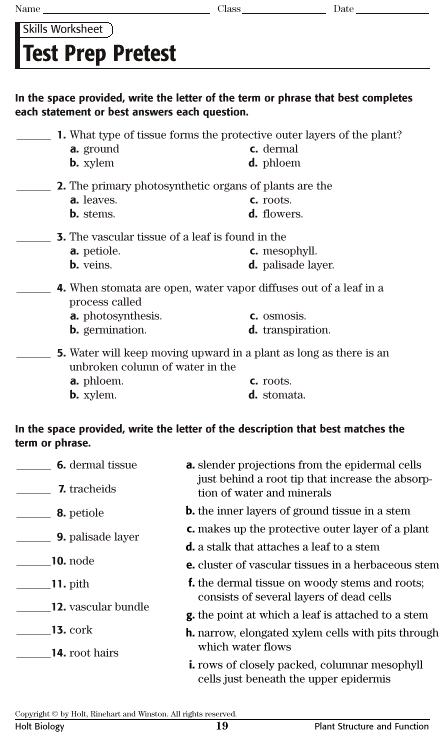 Name Class Date
Skills Worksheet
Test Prep Pretest
In the space provided, write the letter of the term or phrase that best completes
each statement or best answers each question.
1. What type of tissue forms the protective outer layers of the plant?
a. ground c. dermal
b. xylem d. phloem
2. The primary photosynthetic organs of plants are the
a. leaves. c. roots.
b. stems. d. flowers.
3. The vascular tissue of a leaf is found in the
a. petiole. c. mesophyll.
b. veins. d. palisade layer.
4. When stomata are open, water vapor diffuses out of a leaf in a
process called
a. photosynthesis. c. osmosis.
b. germination. d. transpiration.
5. Water will keep moving upward in a plant as long as there is an
unbroken column of water in the
a. phloem. c. roots.
b. xylem. d. stomata.
In the space provided, write the letter of the description that best matches the
term or phrase.
6. dermal tissue
7. tracheids
8. petiole
9. palisade layer
10. node
11. pith
12. vascular bundle
13. cork
14. root hairs
a. slender projections from the epidermal cells
just behind a root tip that increase the absorp-
tion of water and minerals
b. the inner layers of ground tissue in a stem
c. makes up the protective outer layer of a plant
d. a stalk that attaches a leaf to a stem
e. cluster of vascular tissues in a herbaceous stem
f. the dermal tissue on woody stems and roots;
consists of several layers of dead cells
g. the point at which a leaf is attached to a stem
h. narrow, elongated xylem cells with pits through
which water flows
i. rows of closely packed, columnar mesophyll
cells just beneath the upper epidermis
Copyright © by Holt, Rinehart and Winston. All rights reserved.
Holt Biology 19 Plant Structure and Function